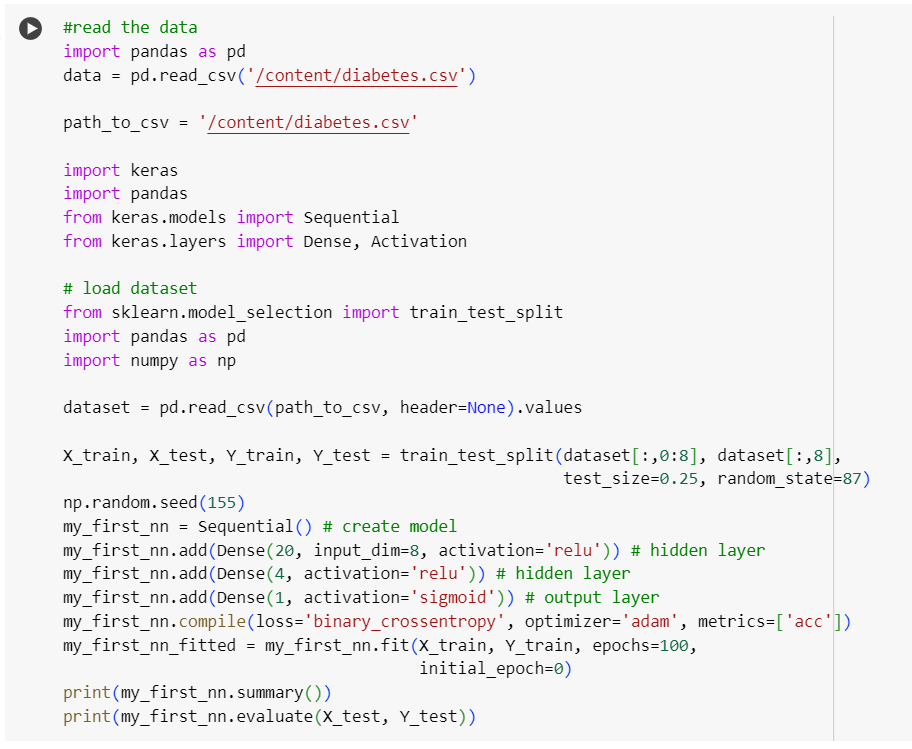 #read the data
import pandas as pd
data = pd.read_csv('/content/diabetes.csv')
path_to_csv = '/content/diabetes.csv'
import keras
import pandas
from keras.models import Sequential
from keras.layers import Dense, Activation
# load dataset
from sklearn.model_selection import train_test_split
import pandas as pd
import numpy as np
dataset = pd.read_csv(path_to_csv, header=None).values
X_train, X_test, Y_train, Y_test = train_test_split(dataset[:,0:8], dataset[:,8],
test_size=0.25, random_state=87)
np.random.seed(155)
my_first_nn = Sequential() # create model
my_first_nn.add(Dense(20, input_dim=8, activation='relu')) # hidden layer
my_first_nn.add(Dense(4, activation='relu')) # hidden layer
my_first_nn.add(Dense(1, activation='sigmoid')) # output layer
my_first_nn.compile(loss='binary_crossentropy', optimizer='adam', metrics=['acc'])
my_first_nn_fitted = my_first_nn.fit(X_train, Y_train, epochs=100,
initial_epoch=0)
print(my_first_nn.summary())
print(my_first_nn.evaluate(X_test, Y_test))